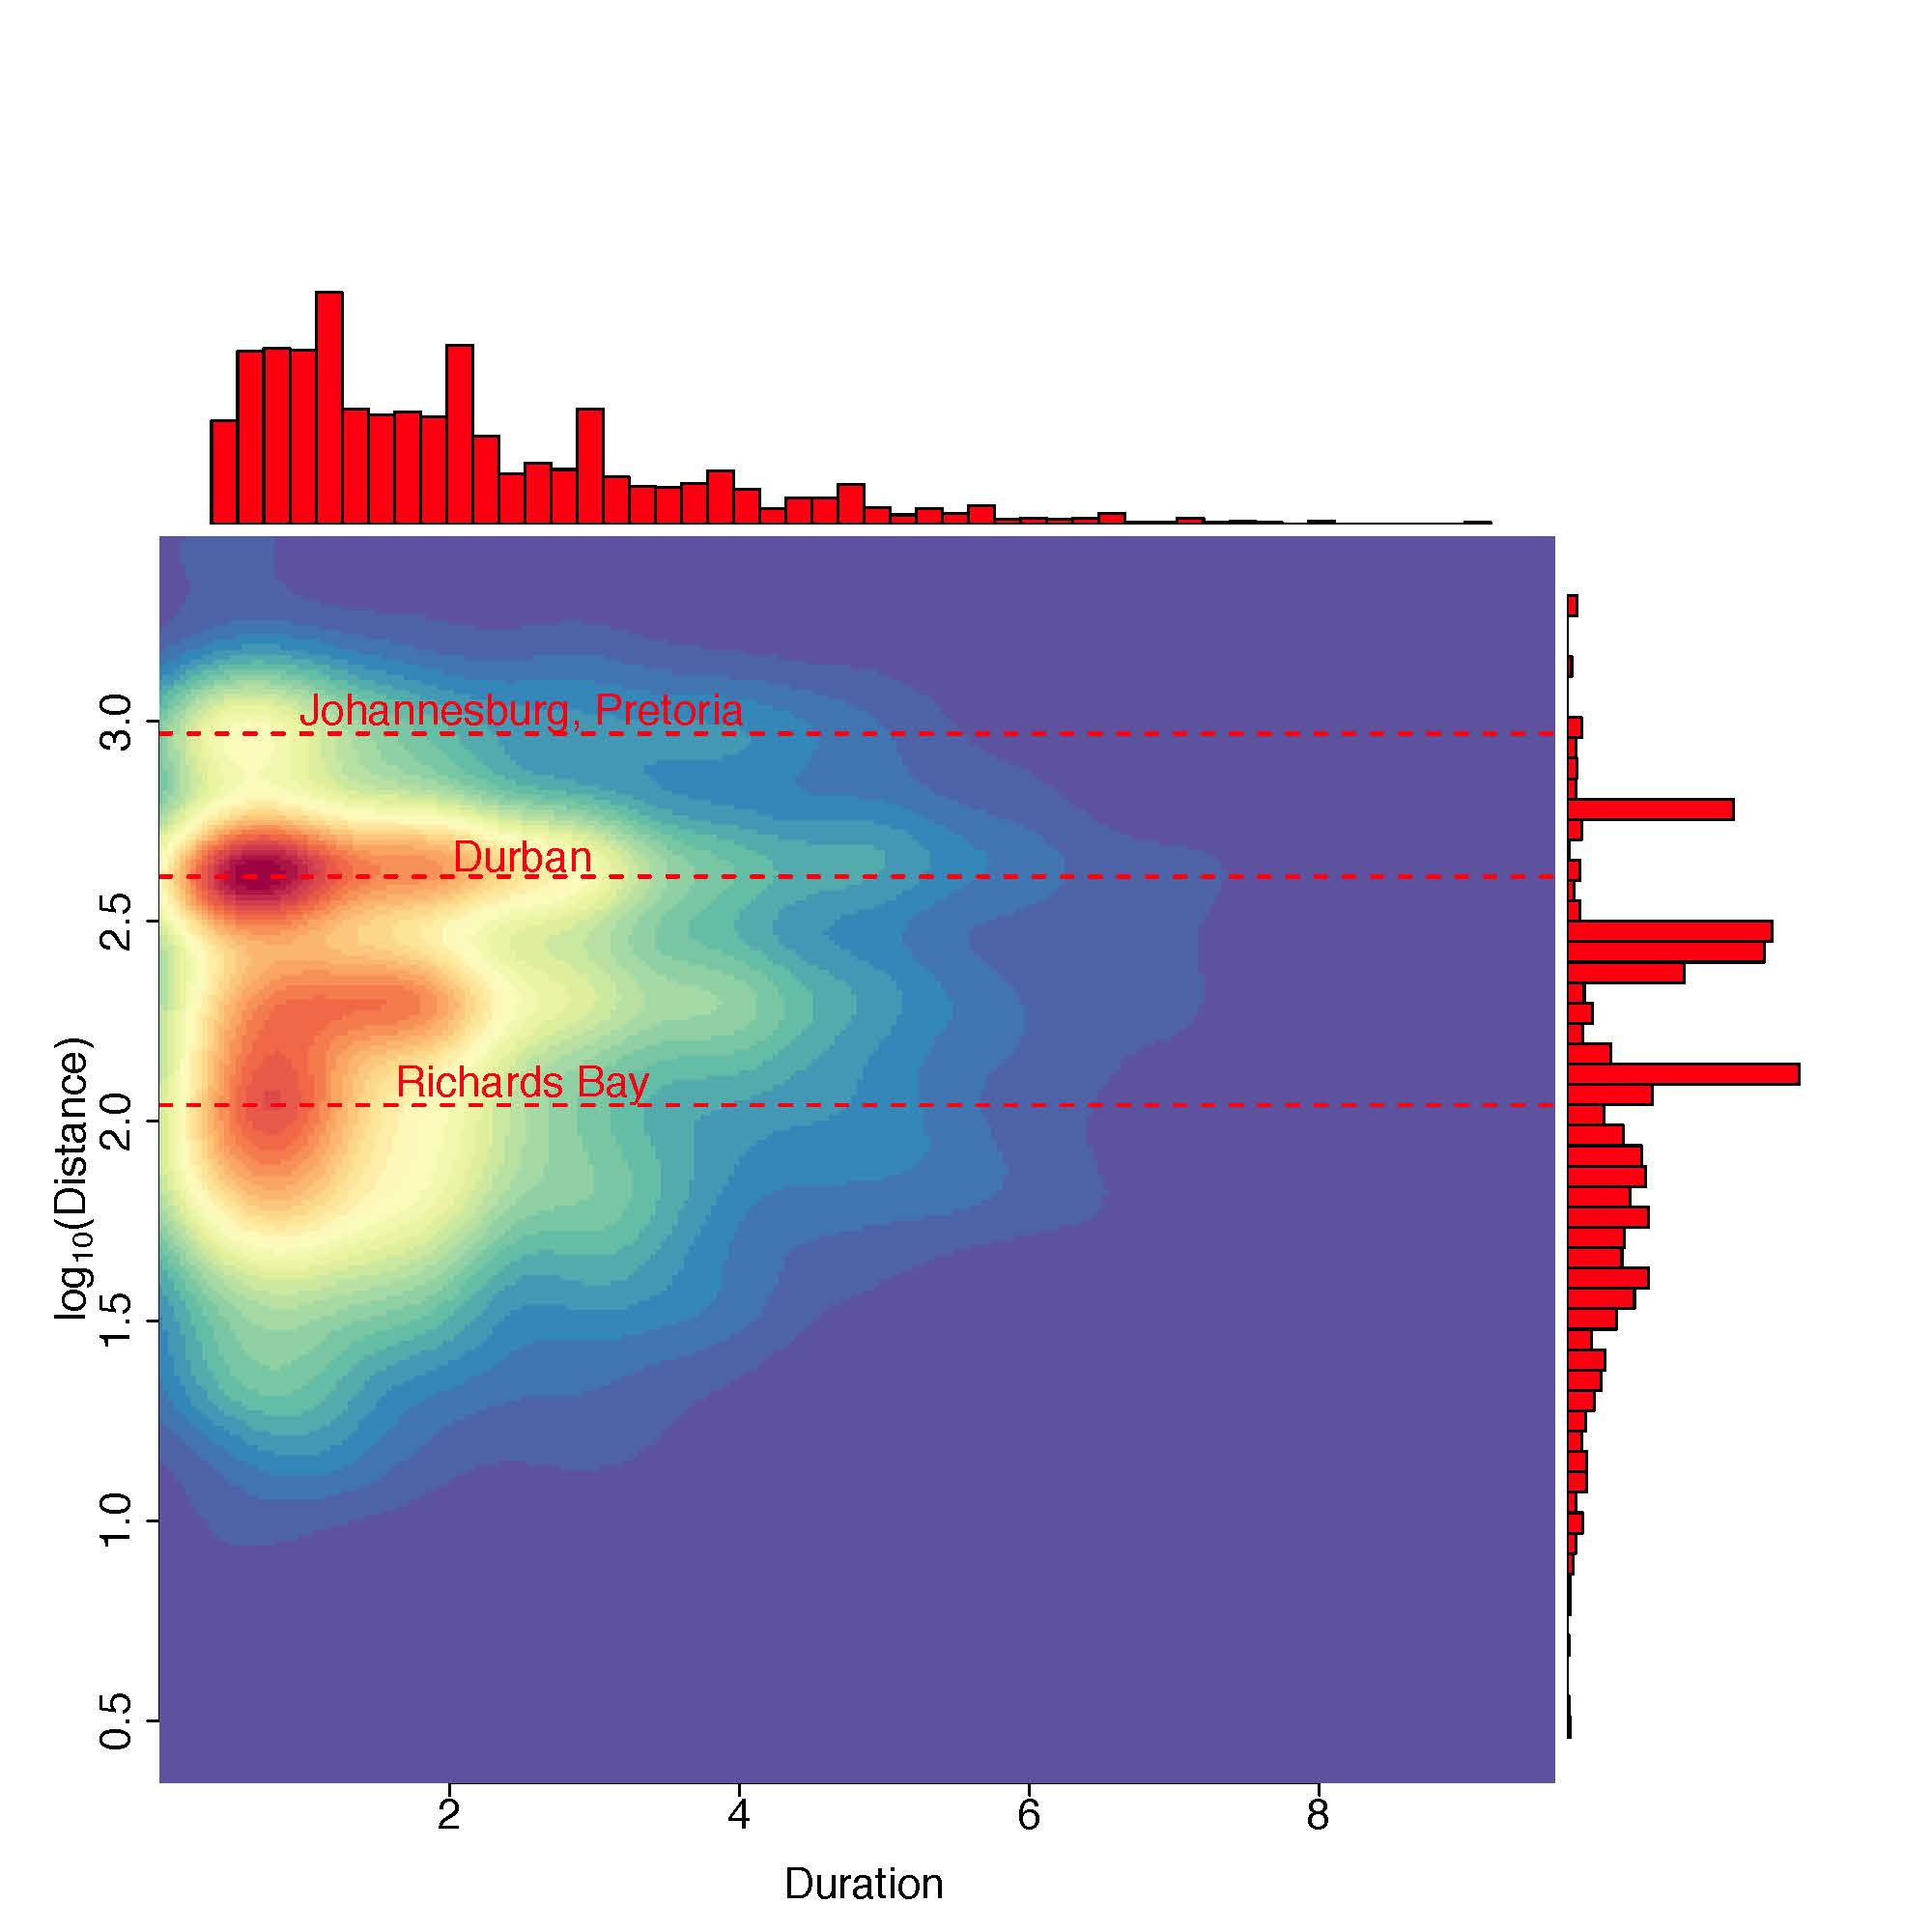 Johannesburg, Pretoria
Durban
Richards Bay
log₁₀(Distance)
3.0
2.5
2.0
1.5
1.0
0.5
2 4 6 8
Duration